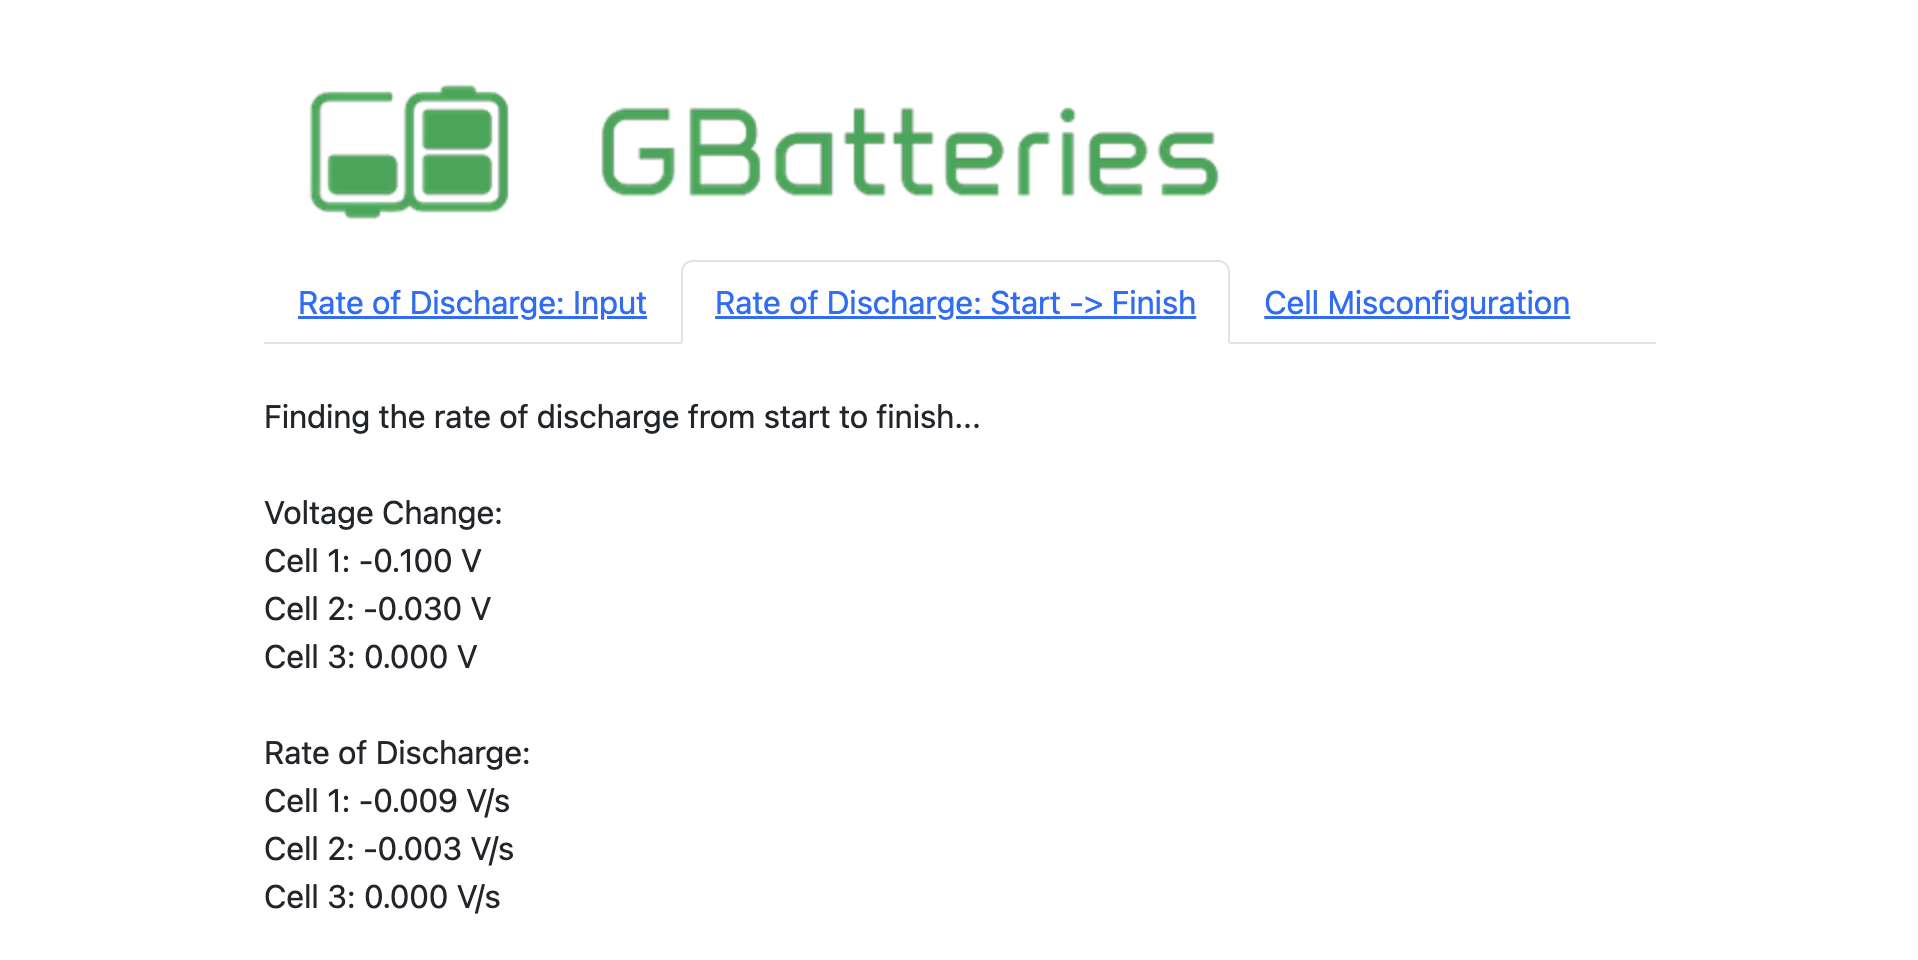 GBatteries
Rate of Discharge: Input
Rate of Discharge: Start -> Finish
Cell Misconfiguration
Finding the rate of discharge from start to finish...
Voltage Change:
Cell 1: -0.100 V
Cell 2: -0.030 V
Cell 3: 0.000 V
Rate of Discharge:
Cell 1: -0.009 V/s
Cell 2: -0.003 V/s
Cell 3: 0.000 V/s